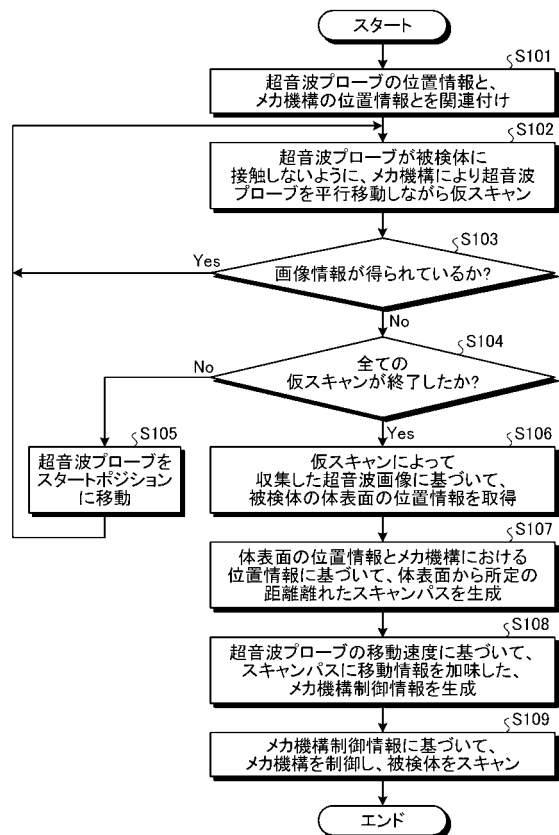 スタート
S101
超音波プローブの位置情報と、
メカ機構の位置情報とを関連付け
S102
超音波プローブが被検体に
接触しないように、メカ機構により超音波
プローブを平行移動しながら仮スキャン
S103
Yes
画像情報が得られているか?
No
S104
No
全ての
仮スキャンが終了したか?
Yes
S105
超音波プローブを
スタートポジション
に移動
S106
仮スキャンによって
収集した超音波画像に基づいて、
被検体の体表面の位置情報を取得
S107
体表面の位置情報とメカ機構における
位置情報に基づいて、体表面から所定の
距離離れたスキャンパスを生成
S108
超音波プローブの移動速度に基づいて、
スキャンパスに移動情報を加味した、
メカ機構制御情報を生成
S109
メカ機構制御情報に基づいて、
メカ機構を制御し、被検体をスキャン
エンド